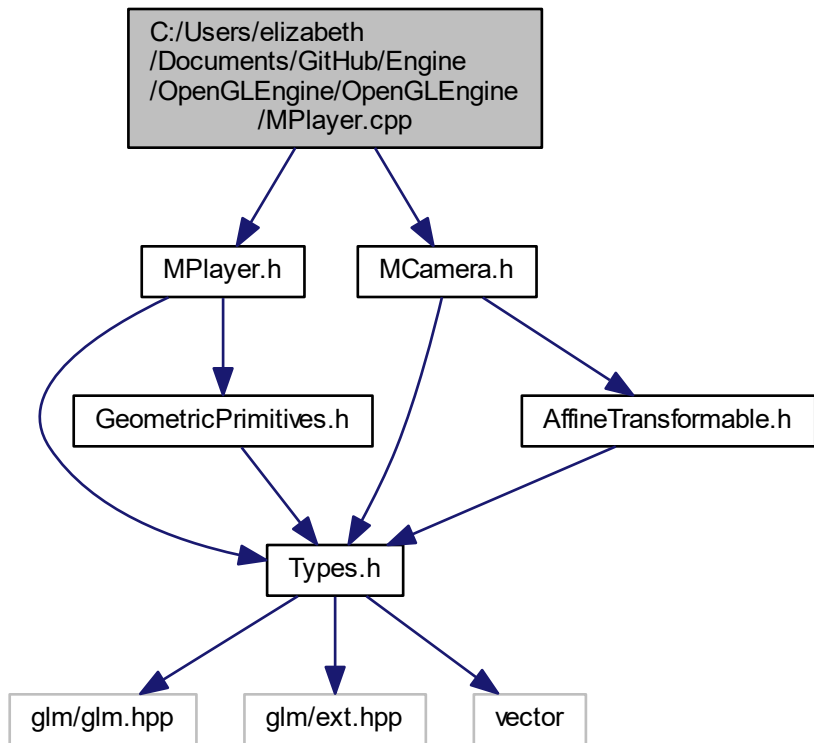 C:/Users/elizabeth
/Documents/GitHub/Engine
/OpenGLEngine/OpenGLEngine
/MPlayer.cpp
MPlayer.h
MCamera.h
GeometricPrimitives.h
AffineTransformable.h
Types.h
glm/glm.hpp
glm/ext.hpp
vector